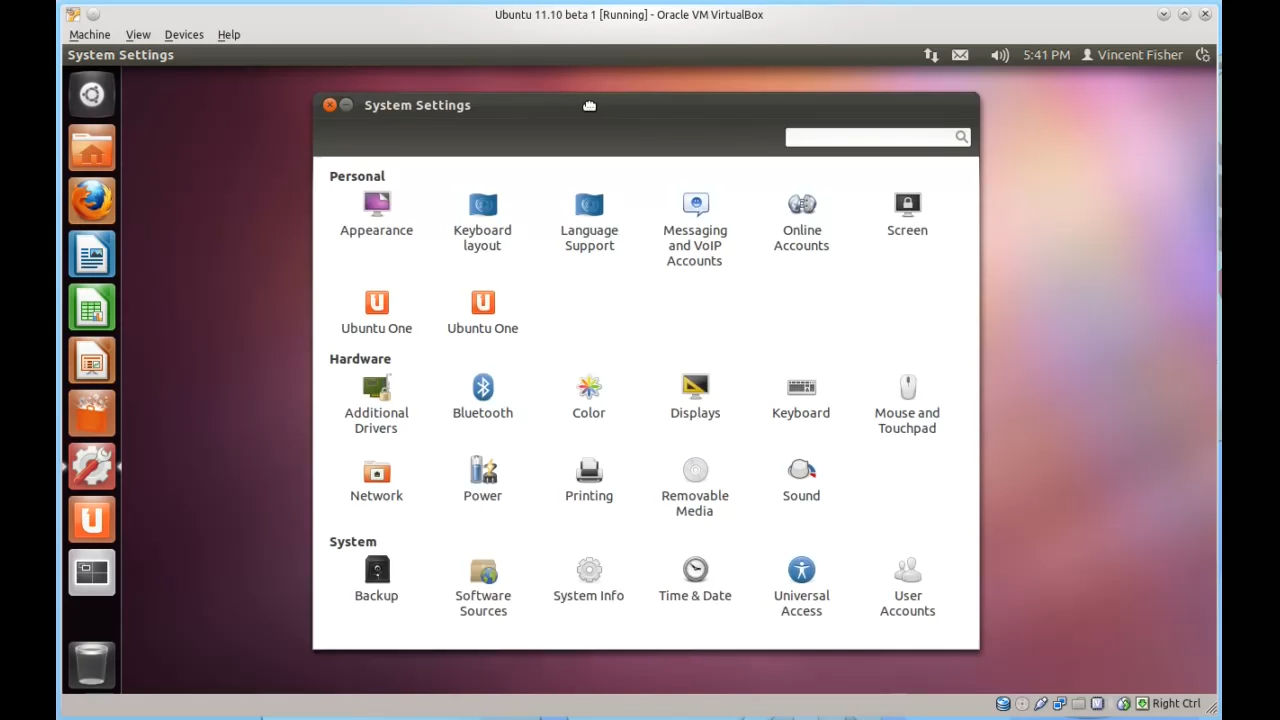 Ubuntu 11.10 beta 1 [Running] - Oracle VM VirtualBox
Machine View Devices Help
System Settings 5:41 PM Vincent Fisher
System Settings
Personal
Appearance Keyboard layout Language Support Messaging and VoIP Accounts Online Accounts Screen
Ubuntu One Ubuntu One
Hardware
Additional Drivers Bluetooth Color Displays Keyboard Mouse and Touchpad
Network Power Printing Removable Media Sound
System
Backup Software Sources System Info Time & Date Universal Access User Accounts
Right Ctrl